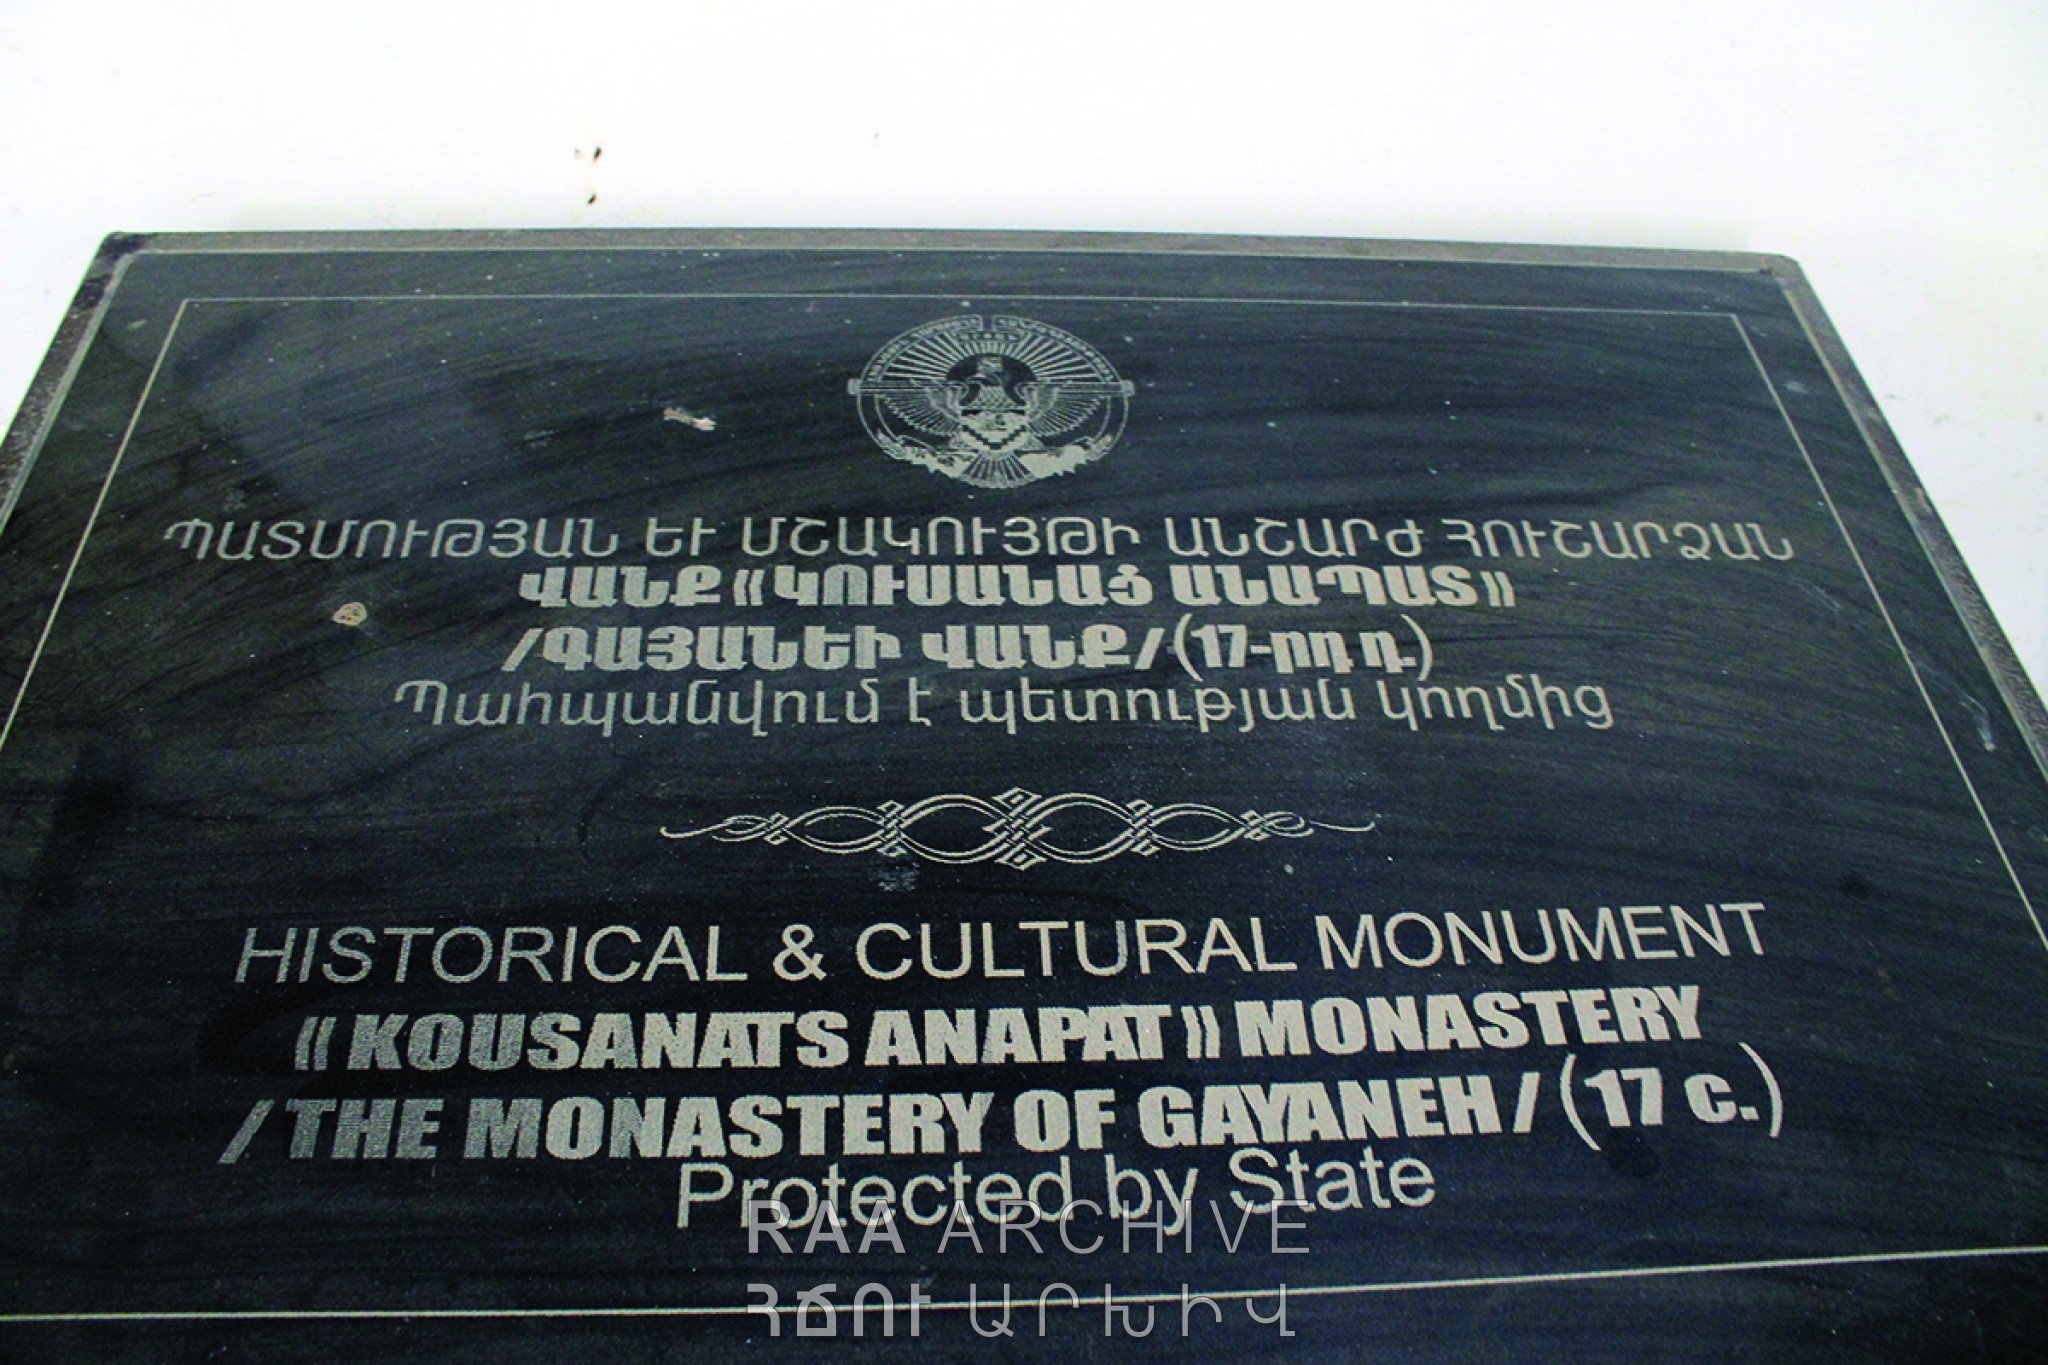 ՊԱՏՄՈՒԹՅԱՆ ԵՒ ՄՇԱԿՈՒՅԹԻ ԱՆՇԱՐԺ ՀՈՒՇԱՐՁԱՆ
ՎԱՆՔ «ԿՈՒՍԱՆԱՑ ԱՆԱՊԱՏ»
/ԳԱՅԱՆԵԻ ՎԱՆՔ/ (17-րդ դ.)
Պահպանվում է պետության կողմից
HISTORICAL & CULTURAL MONUMENT
«KOUSANATS ANAPAT» MONASTERY
/THE MONASTERY OF GAYANEH/ (17 c.)
Protected by State
RAA ARCHIVE
ՀՃՈՒ ԱՐԽԻՎ